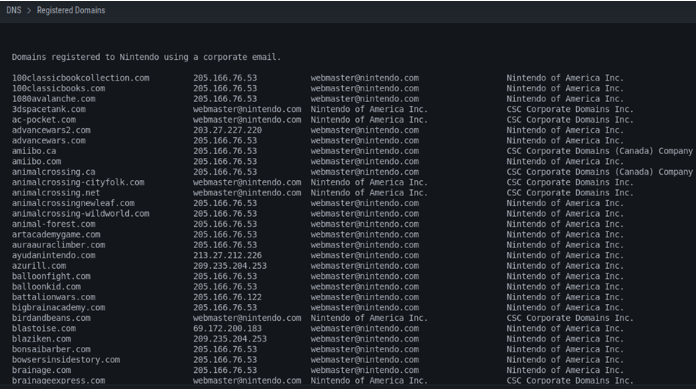 DNS > Registered Domains
Domains registered to Nintendo using a corporate email.
100classicbookcollection.com 205.166.76.53 webmaster@nintendo.com Nintendo of America Inc.
100classicbooks.com 205.166.76.53 webmaster@nintendo.com Nintendo of America Inc.
1080avalanche.com 205.166.76.53 webmaster@nintendo.com Nintendo of America Inc.
3dspacetank.com webmaster@nintendo.com Nintendo of America Inc. CSC Corporate Domains Inc.
ac-pocket.com webmaster@nintendo.com Nintendo of America Inc. CSC Corporate Domains Inc.
advancewars2.com 203.27.227.220 webmaster@nintendo.com Nintendo of America Inc.
advancewars.com 205.166.76.53 webmaster@nintendo.com Nintendo of America Inc.
amiibo.ca 205.166.76.53 webmaster@nintendo.com CSC Corporate Domains (Canada) Company
amiibo.com 205.166.76.53 webmaster@nintendo.com Nintendo of America Inc.
animalcrossing.ca 205.166.76.53 webmaster@nintendo.com CSC Corporate Domains (Canada) Company
animalcrossing-cityfolk.com webmaster@nintendo.com Nintendo of America Inc. CSC Corporate Domains Inc.
animalcrossing.net webmaster@nintendo.com Nintendo of America Inc. CSC Corporate Domains Inc.
animalcrossingnewleaf.com 205.166.76.53 webmaster@nintendo.com Nintendo of America Inc.
animalcrossing-wildworld.com 205.166.76.53 webmaster@nintendo.com Nintendo of America Inc.
animal-forest.com 205.166.76.53 webmaster@nintendo.com Nintendo of America Inc.
artacademygame.com 205.166.76.53 webmaster@nintendo.com Nintendo of America Inc.
auraauraclimber.com 205.166.76.53 webmaster@nintendo.com Nintendo of America Inc.
ayudanintendo.com 213.27.212.226 webmaster@nintendo.com Nintendo of America Inc.
azurill.com 209.235.204.253 webmaster@nintendo.com Nintendo of America Inc.
balloonfight.com 205.166.76.53 webmaster@nintendo.com Nintendo of America Inc.
balloonkid.com 205.166.76.53 webmaster@nintendo.com Nintendo of America Inc.
battalionwars.com 205.166.76.122 webmaster@nintendo.com Nintendo of America Inc.
bigbrainacademy.com 205.166.76.53 webmaster@nintendo.com Nintendo of America Inc.
birdandbeans.com webmaster@nintendo.com Nintendo of America Inc. CSC Corporate Domains Inc.
blastoise.com 69.172.200.183 webmaster@nintendo.com Nintendo of America Inc.
blaziken.com 209.235.204.253 webmaster@nintendo.com Nintendo of America Inc.
bonsaibarber.com 205.166.76.53 webmaster@nintendo.com Nintendo of America Inc.
bowsersinsidestory.com 205.166.76.53 webmaster@nintendo.com Nintendo of America Inc.
brainage.com 205.166.76.53 webmaster@nintendo.com Nintendo of America Inc.
brainageexpress.com webmaster@nintendo.com Nintendo of America Inc. CSC Corporate Domains Inc.